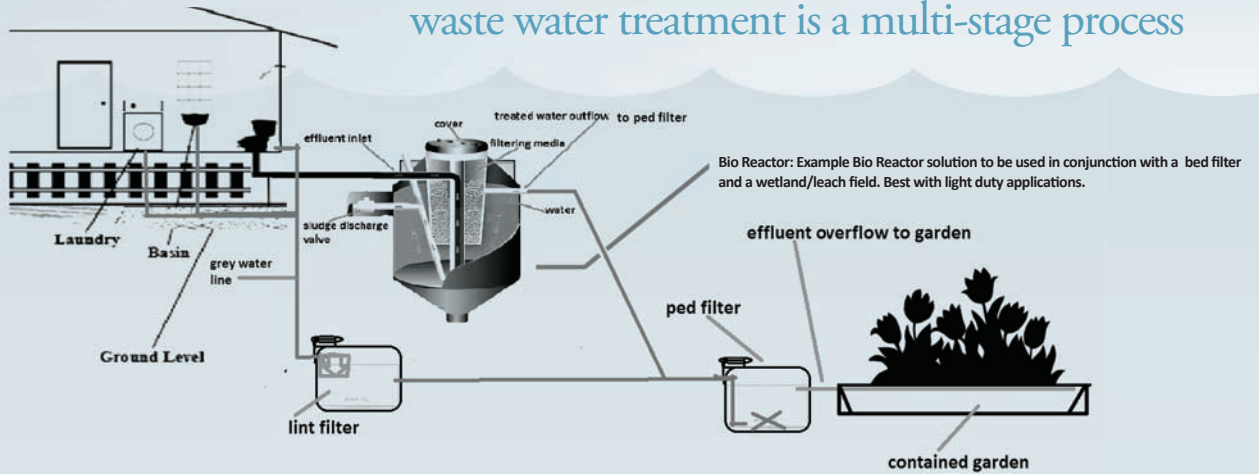 waste water treatment is a multi-stage process
cover
treated water outflow
to ped filter
effluent inlet
filtering media
Bio Reactor: Example Bio Reactor solution to be used in conjunction with a bed filter
and a wetland/leach field. Best with light duty applications.
water
sludge discharge
valve
Laundry
Basin
effluent overflow to garden
grey water
line
ped filter
Ground Level
lint filter
contained garden